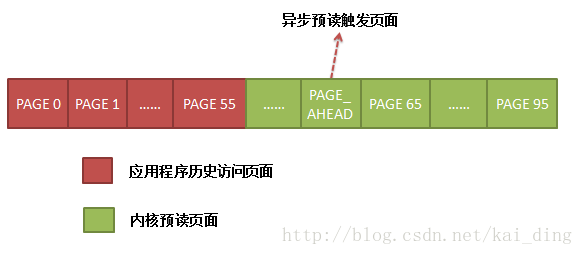 异步预读触发页面
PAGE 0 PAGE 1 ...... PAGE 55 ...... PAGE_ PAGE 65 ...... PAGE 95
AHEAD
应用程序历史访问页面
内核预读页面
http://blog.csdn.net/kai_ding